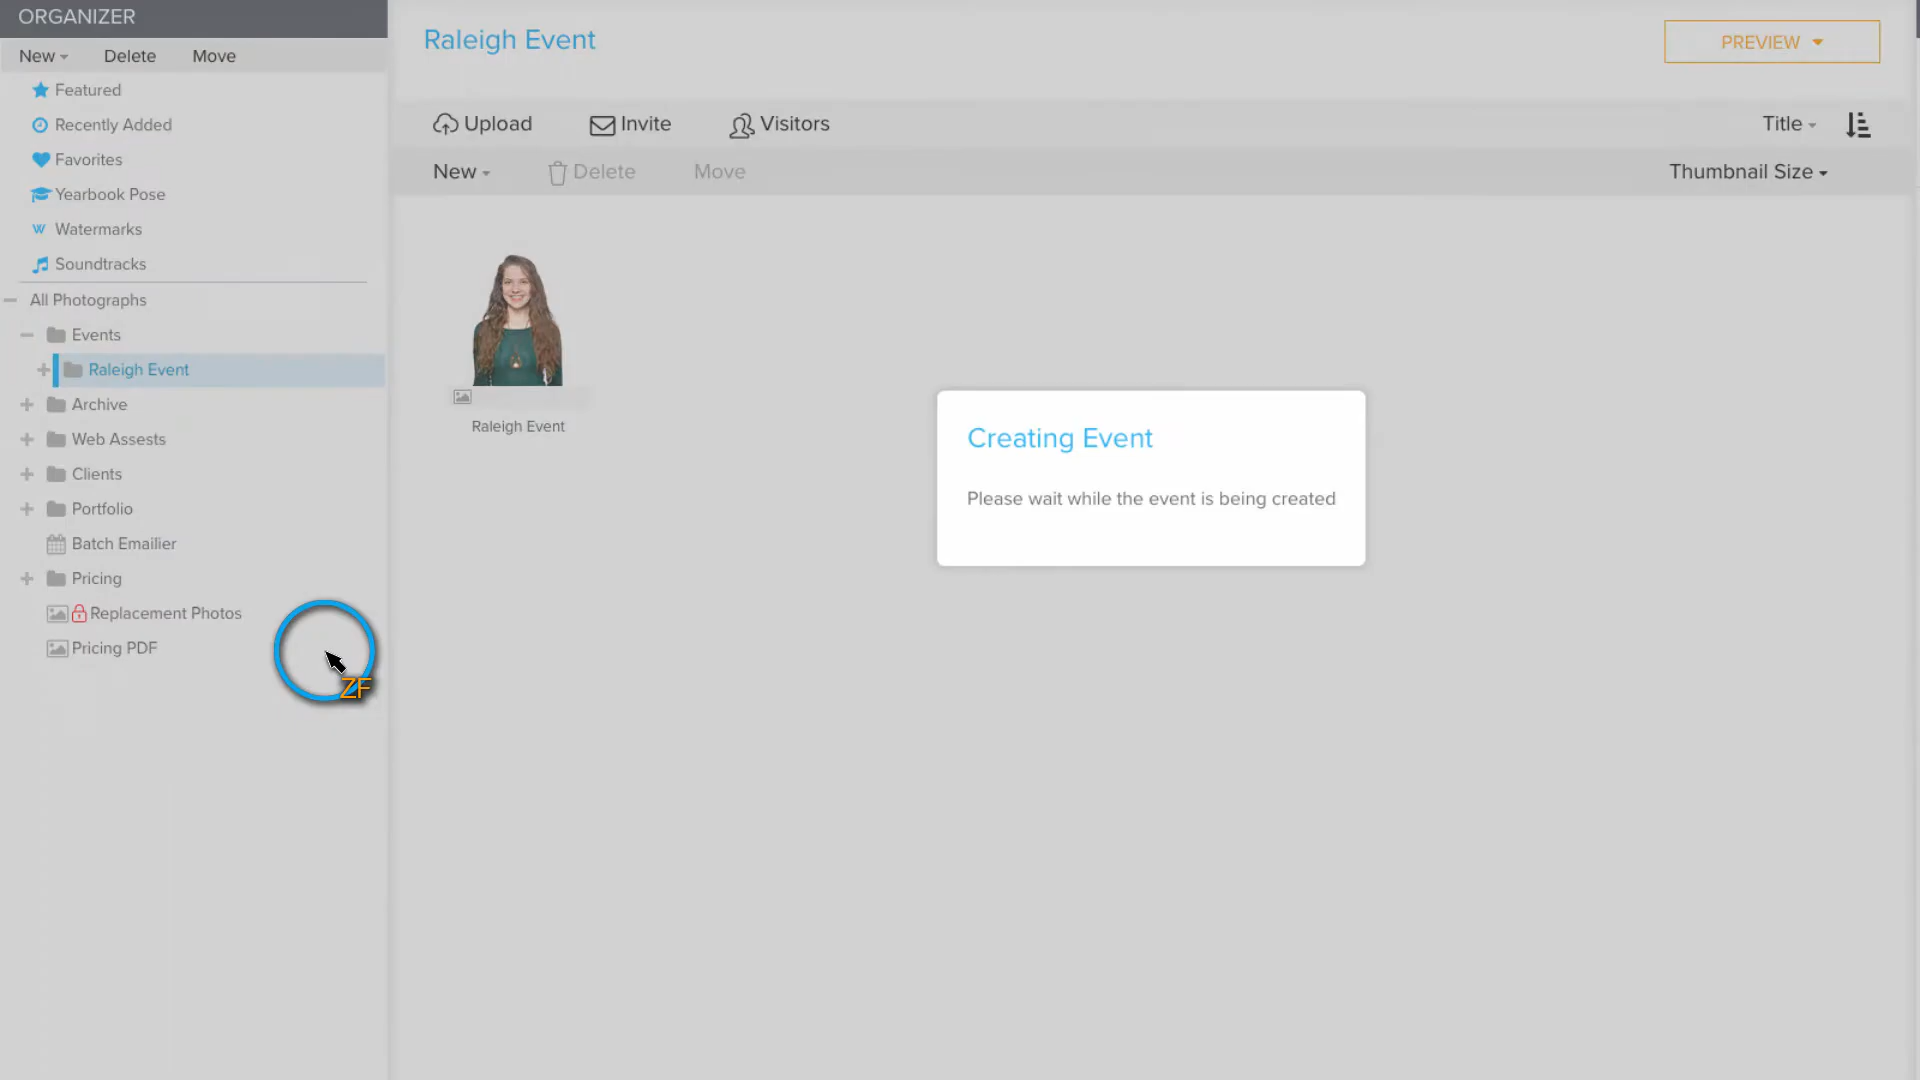 ORGANIZER
New
Delete
Move
Featured
Recently Added
Favorites
Yearbook Pose
W Watermarks
Soundtracks
All Photographs
Events
Raleigh Event
Archive
Web Assests
Clients
Portfolio
Batch Emailier
Pricing
Replacement Photos
Pricing PDF
ZF
Raleigh Event
PREVIEW
Upload
Invite
Visitors
Title
New
Delete
Move
Thumbnail Size
Raleigh Event
Creating Event
Please wait while the event is being created